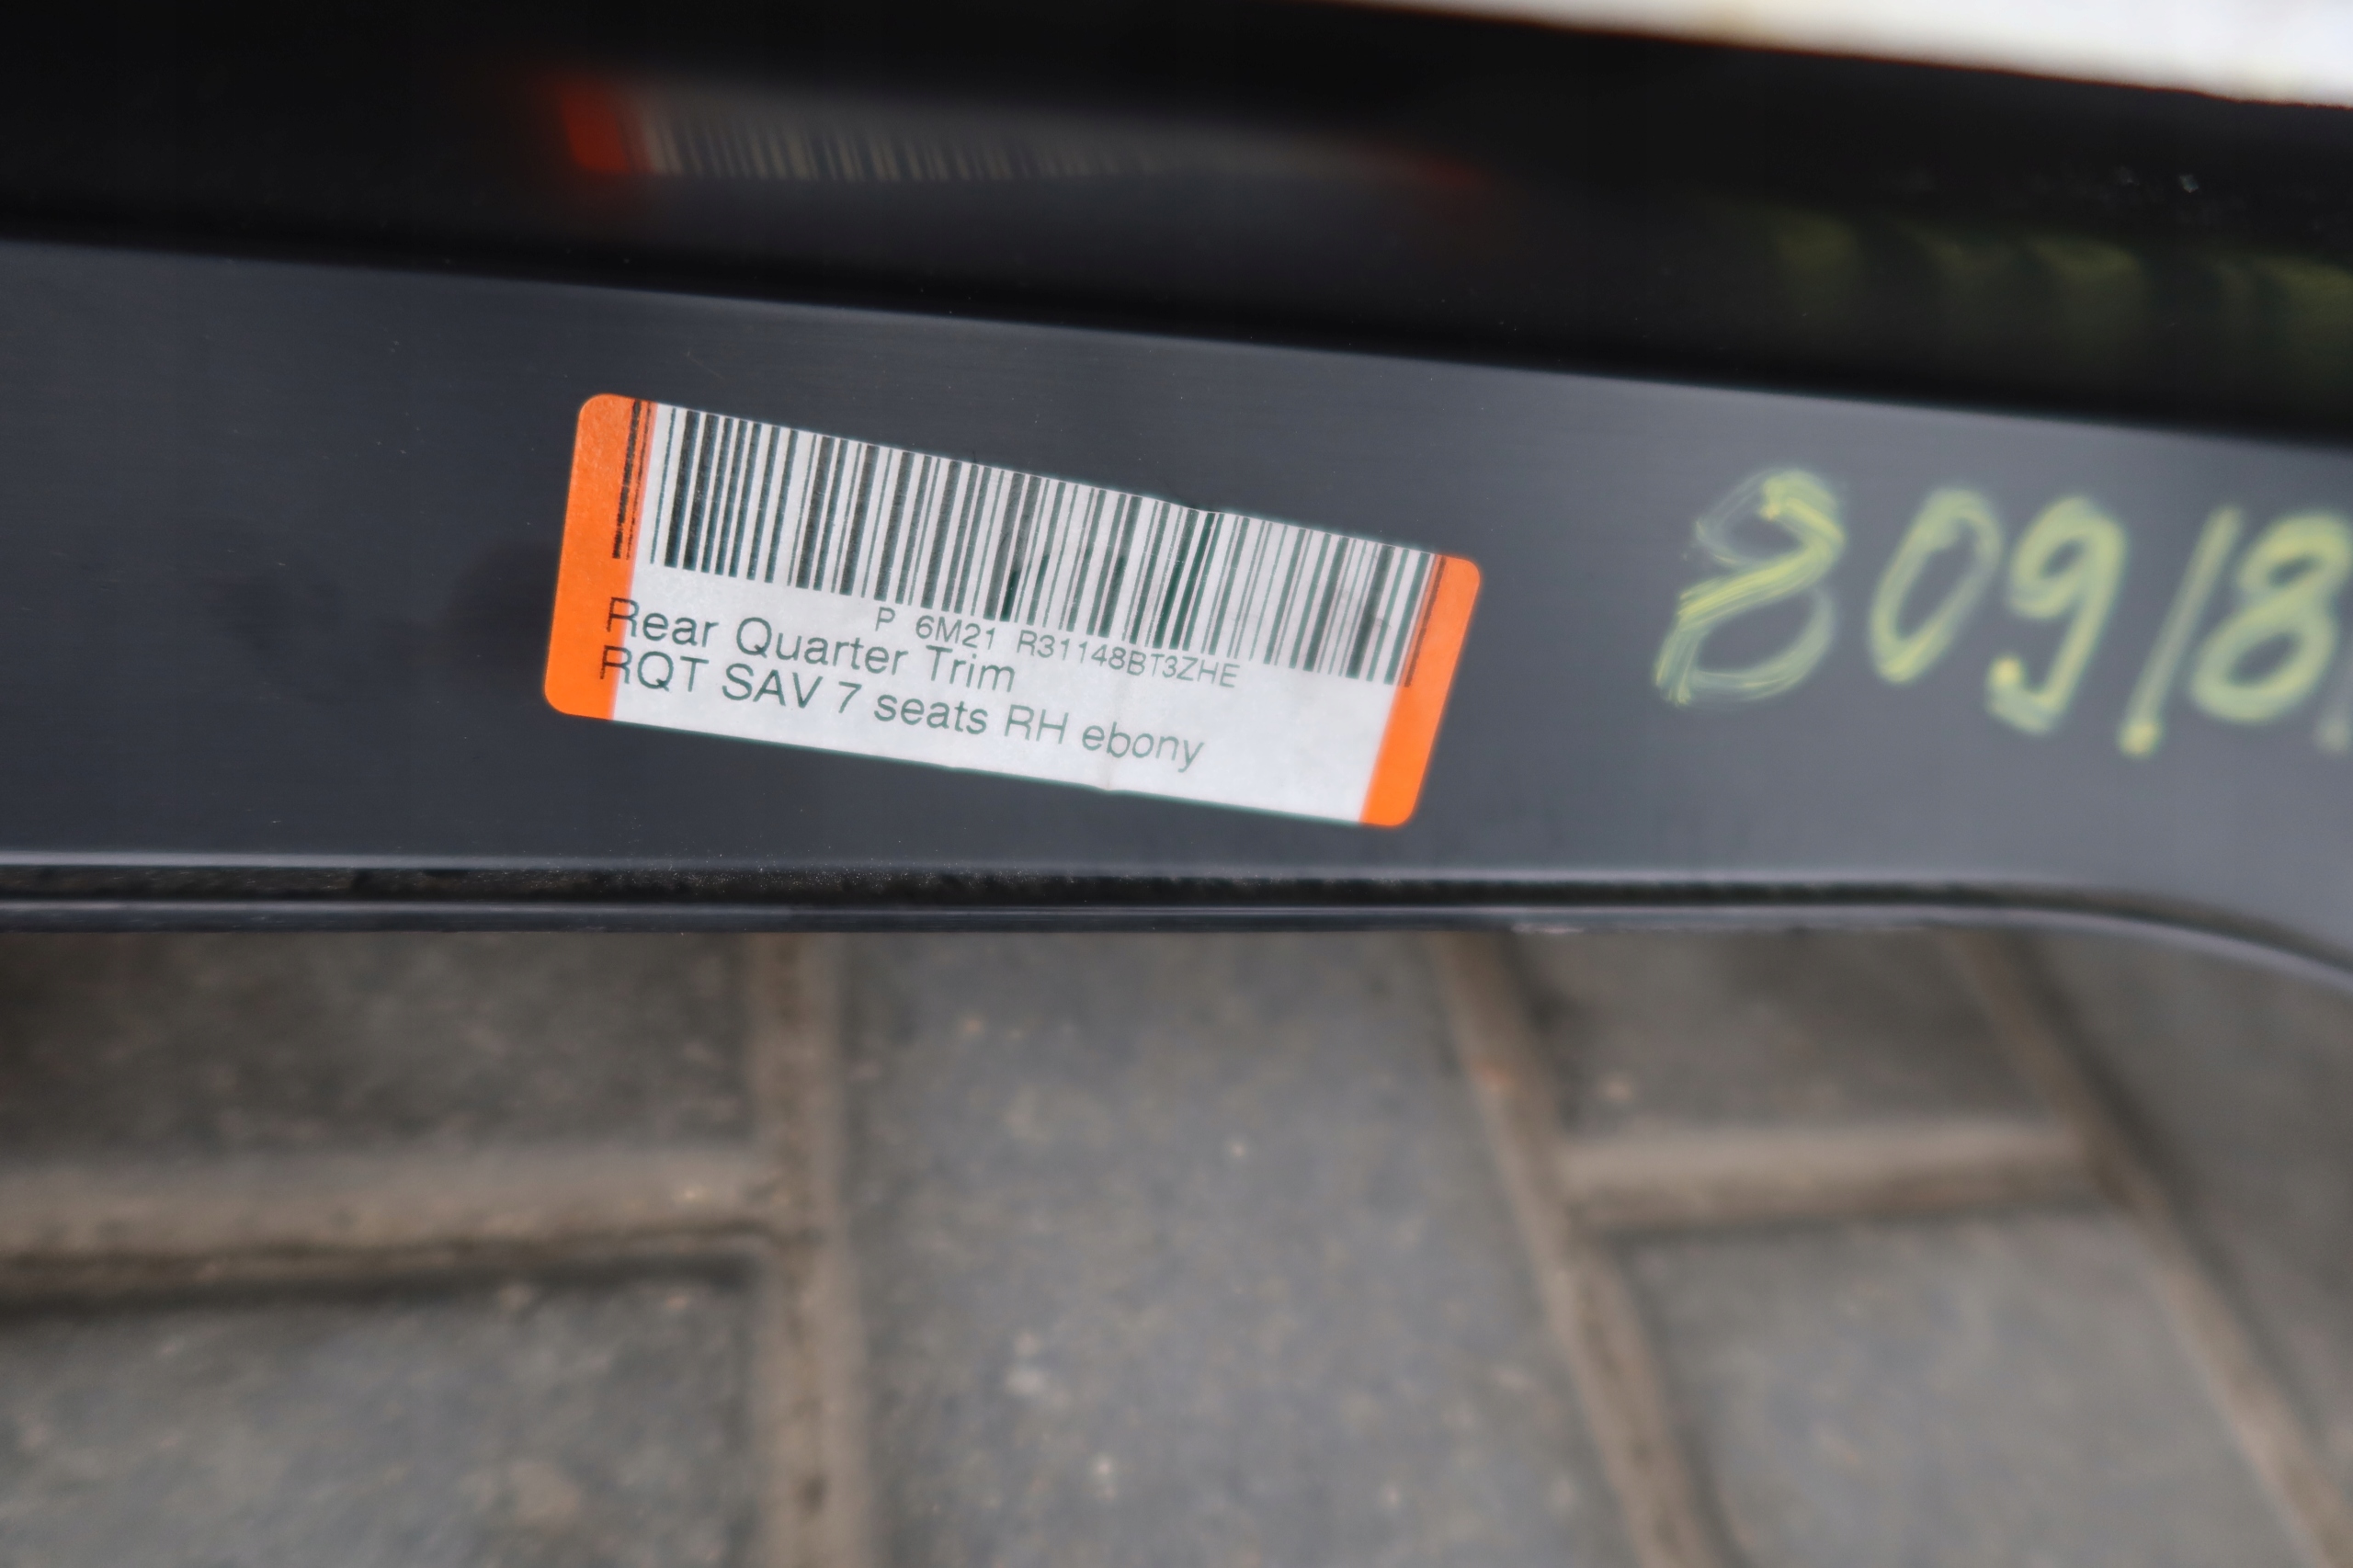 P 6M21 R31148BT3ZHE
Rear Quarter Trim
RQT SAV 7 seats RH ebony
809/8